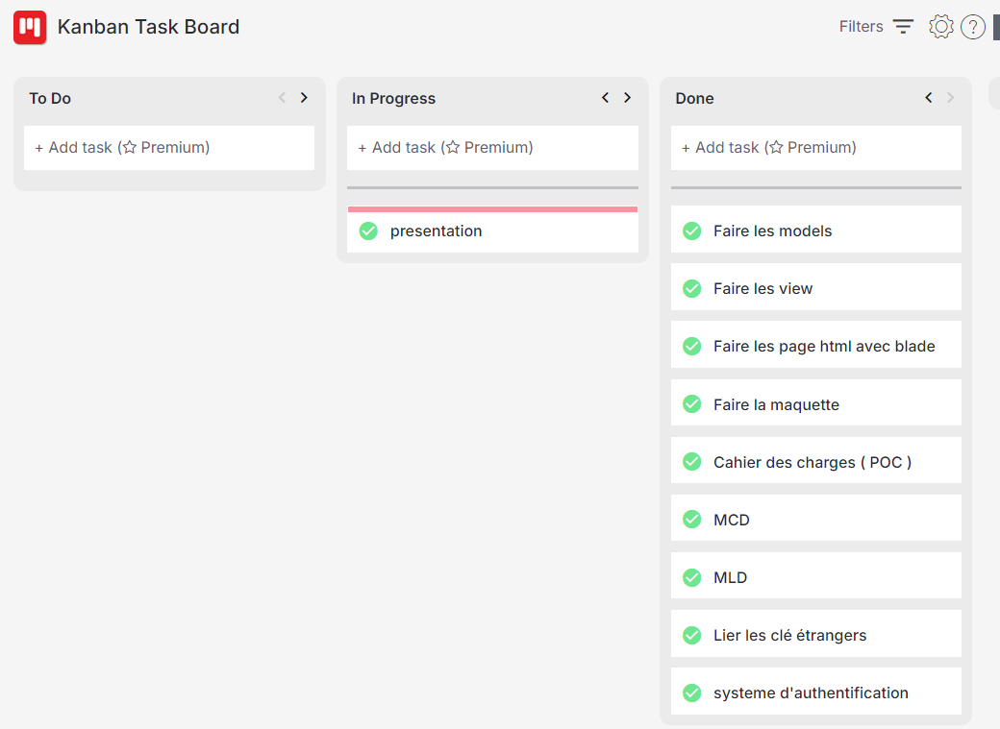 Kanban Task Board
Filters
?
To Do
+ Add task (☆ Premium)
In Progress
+ Add task (☆ Premium)
presentation
Done
+ Add task (☆ Premium)
Faire les models
Faire les view
Faire les page html avec blade
Faire la maquette
Cahier des charges ( POC )
MCD
MLD
Lier les clé étrangers
systeme d'authentification